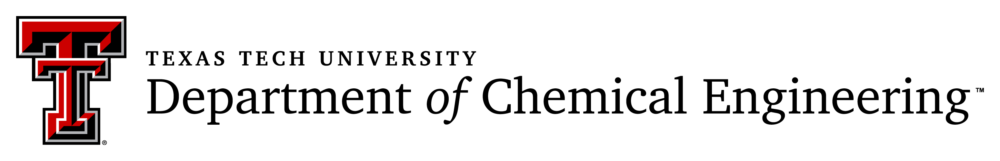 TEXAS TECH UNIVERSITY
Department of Chemical Engineering™
®